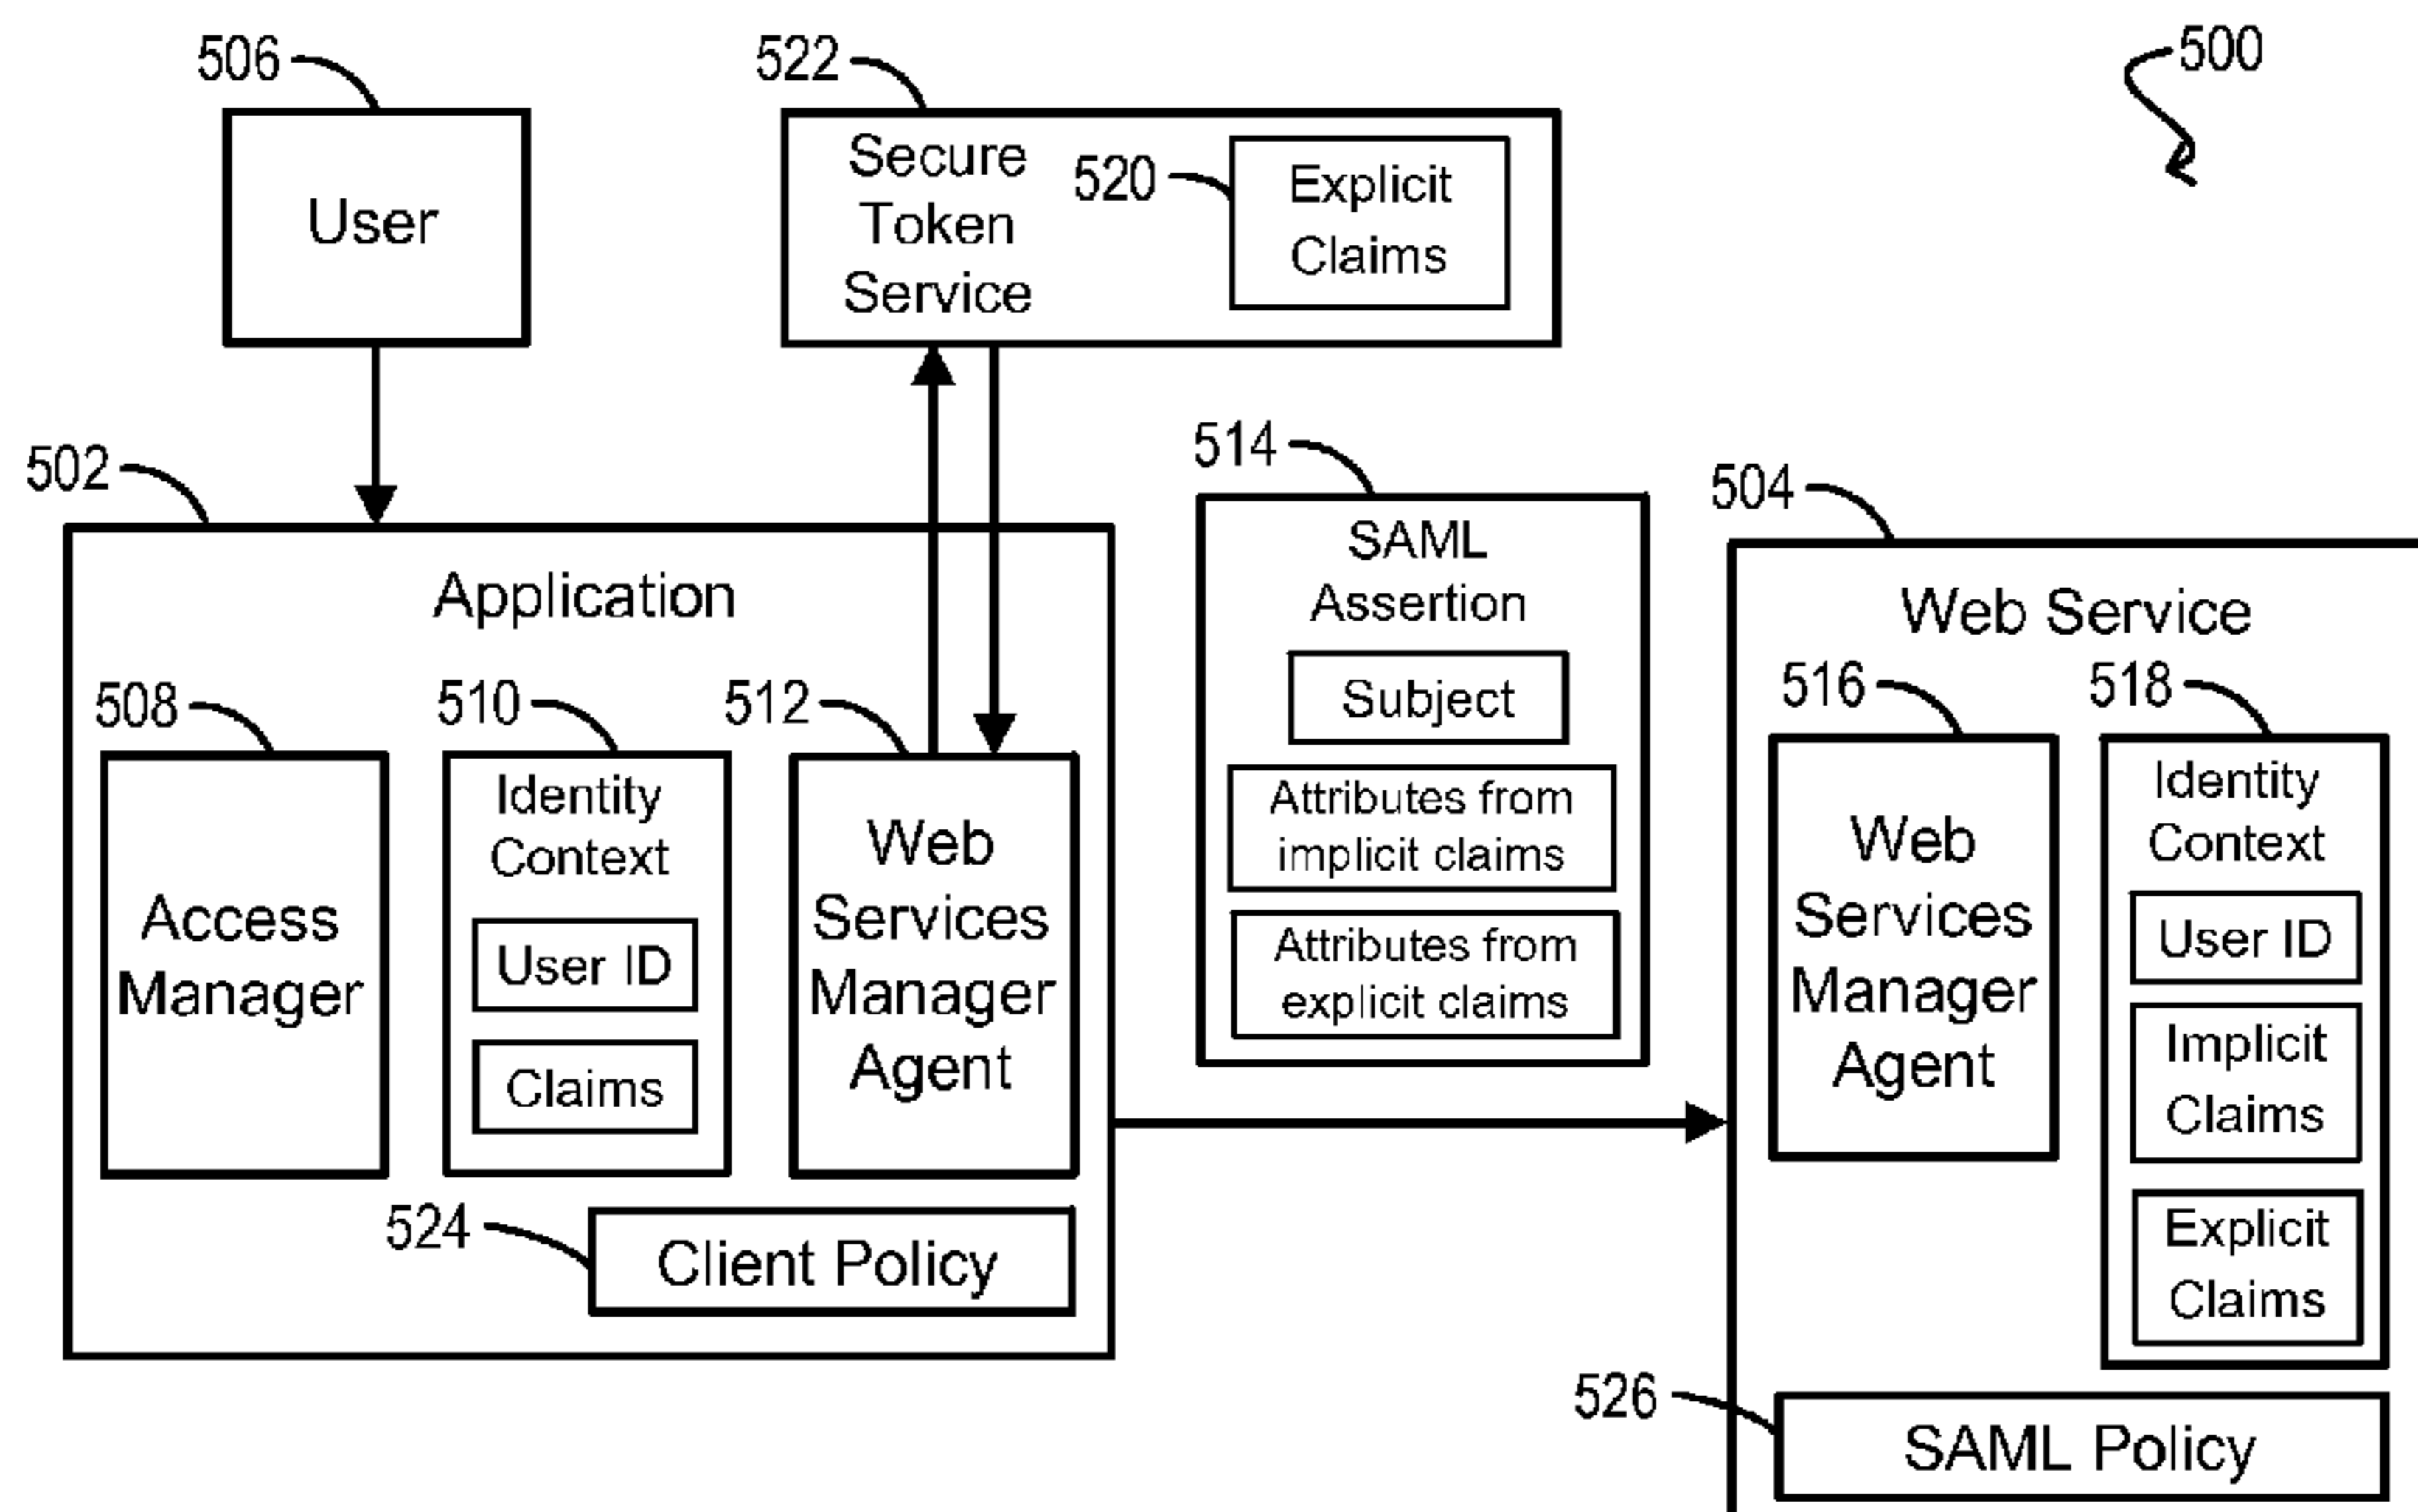 506
522
500
User
Secure
Token
Service
520
Explicit
Claims
502
514
504
Application
SAML
Assertion
Subject
Attributes from
implicit claims
Attributes from
explicit claims
Web Service
508
510
512
516
518
Access
Manager
Identity
Context
User ID
Claims
Web
Services
Manager
Agent
Web
Services
Manager
Agent
Identity
Context
User ID
Implicit
Claims
Explicit
Claims
524
Client Policy
526
SAML Policy